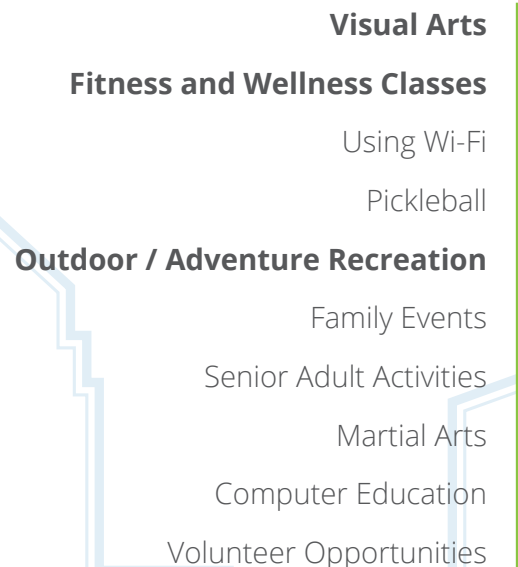 Visual Arts
Fitness and Wellness Classes
Using Wi-Fi
Pickleball
Outdoor / Adventure Recreation
Family Events
Senior Adult Activities
Martial Arts
Computer Education
Volunteer Opportunities